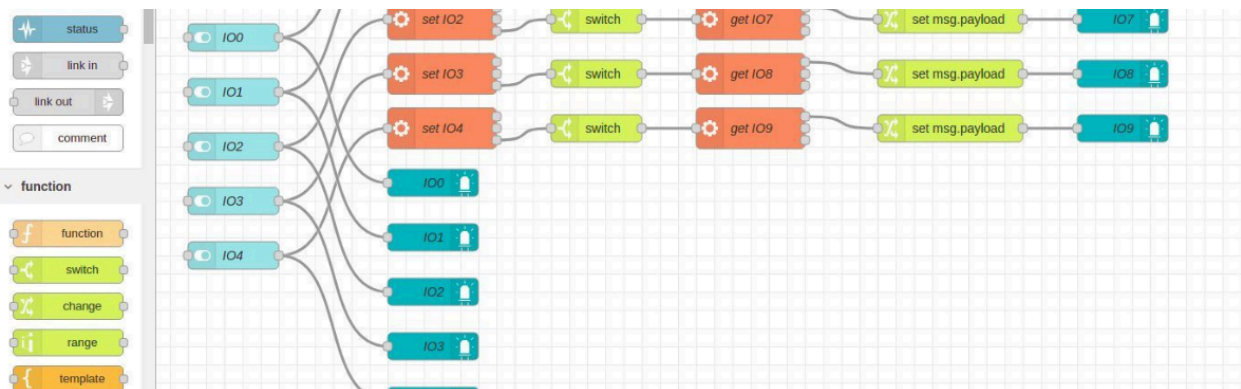 status
link in
link out
comment
function
function
switch
change
range
template
IO0
IO1
IO2
IO3
IO4
set IO2 switch get IO7 set msg.payload IO7
set IO3 switch get IO8 set msg.payload IO8
set IO4 switch get IO9 set msg.payload IO9
IO0
IO1
IO2
IO3